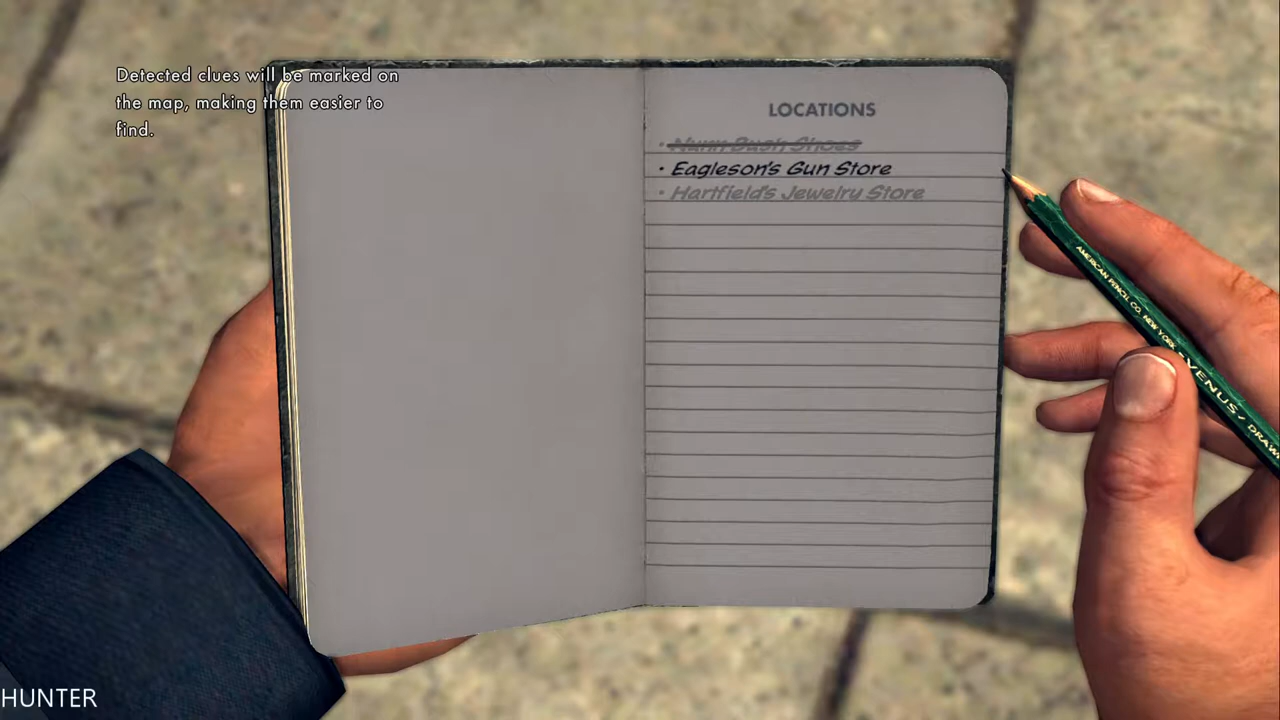 Detected clues will be marked on
the map, making them easier to
find.
LOCATIONS
· Nunn Bush Shoes
· Eagleson's Gun Store
· Hartfield's Jewelry Store
AMERICAN PENCIL CO. NEW YORK VENUS DRAW
HUNTER